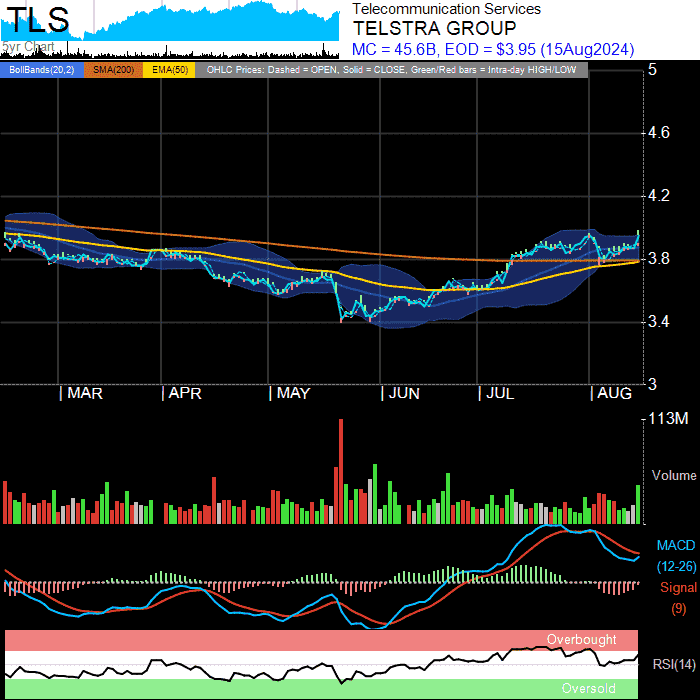 TLS
5yr Chart
Telecommunication Services
TELSTRA GROUP
MC = 45.6B, EOD = $3.95 (15Aug2024)
BollBands(20,2) SMA(200) EMA(50) OHLC Prices: Dashed = OPEN, Solid = CLOSE, Green/Red bars = Intra-day HIGH/LOW
5
4.6
4.2
3.8
3.4
3
| MAR | APR | MAY | JUN | JUL | AUG
113M
Volume
MACD
(12-26)
Signal
(9)
Overbought
RSI(14)
Oversold